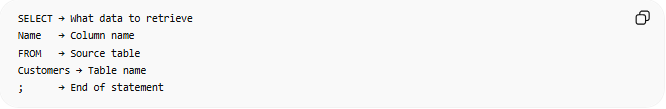 SELECT → What data to retrieve
Name   → Column name
FROM   → Source table
Customers → Table name
;      → End of statement